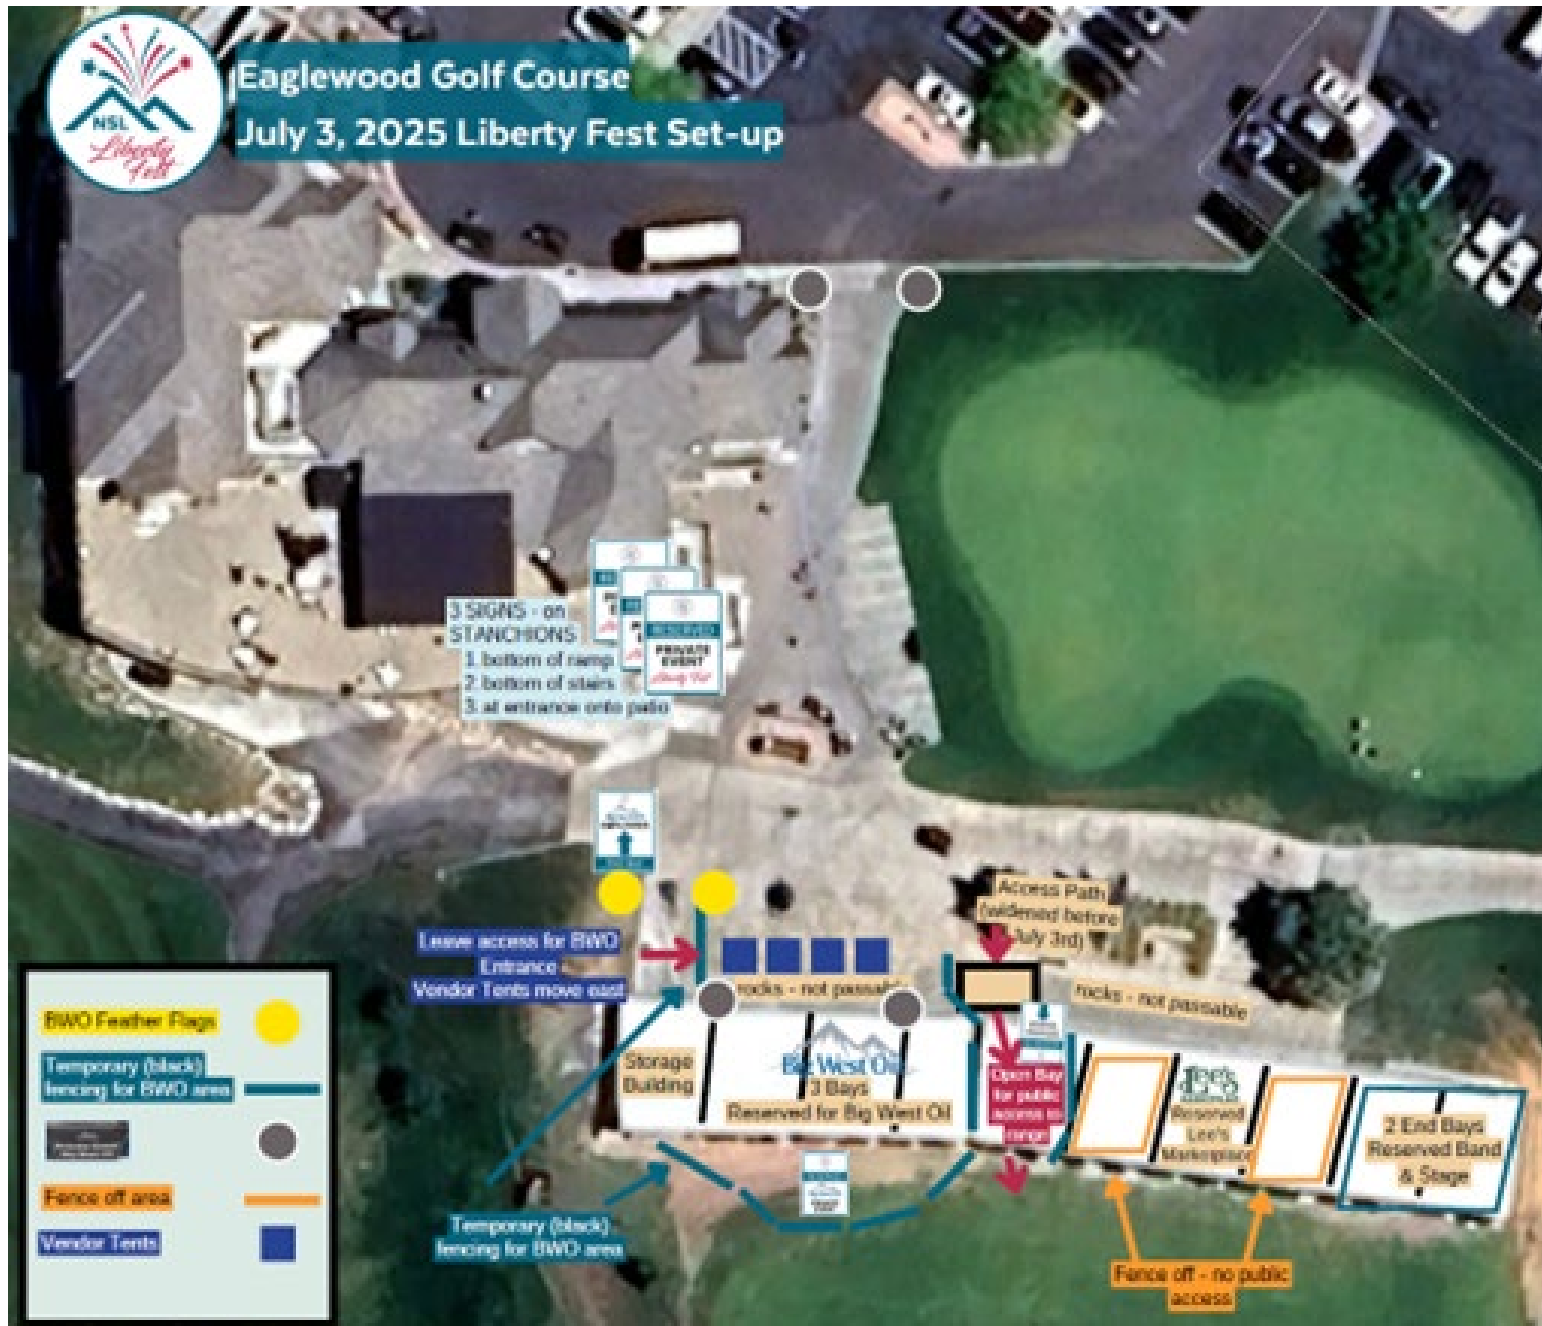 NSL
Liberty
Fest
Eaglewood Golf Course
July 3, 2025 Liberty Fest Set-up
3 SIGNS - on
STANCHIONS
1. bottom of ramp
2. bottom of stairs
3. at entrance onto patio
RESERVED
PRIVATE
EVENT
Liberty Fest
Access Path
(widened before
July 3rd)
Leave access for BWO
Entrance -
Vendor Tents move east
rocks - not passable
rocks - not passable
Storage
Building
Big West Oil
3 Bays
Reserved for Big West Oil
Open Bay
for public
access to
range
Lee's
Reserved
Lee's
Marketplace
2 End Bays
Reserved Band
& Stage
Temporary (black)
fencing for BWO area
Fence off - no public
access
BWO Feather Flags
Temporary (black)
fencing for BWO area
Fence off area
Vendor Tents